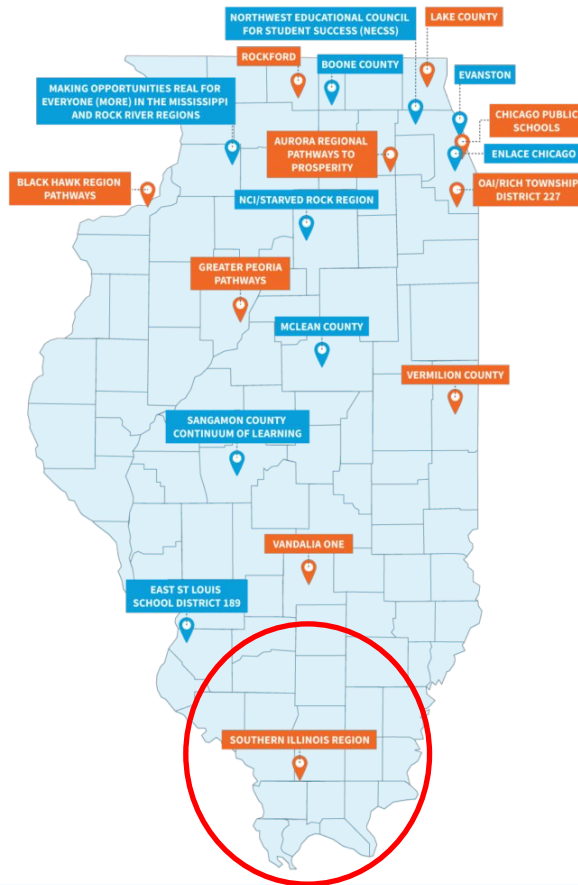 NORTHWEST EDUCATIONAL COUNCIL
FOR STUDENT SUCCESS (NECSS)
LAKE COUNTY
ROCKFORD
BOONE COUNTY
EVANSTON
MAKING OPPORTUNITIES REAL FOR
EVERYONE (MORE) IN THE MISSISSIPPI
AND ROCK RIVER REGIONS
CHICAGO PUBLIC
SCHOOLS
AURORA REGIONAL
PATHWAYS TO
PROSPERITY
ENLACE CHICAGO
BLACK HAWK REGION
PATHWAYS
NCI/STARVED ROCK REGION
OAI/RICH TOWNSHIP
DISTRICT 227
GREATER PEORIA
PATHWAYS
MCLEAN COUNTY
VERMILION COUNTY
SANGAMON COUNTY
CONTINUUM OF LEARNING
VANDALIA ONE
EAST ST LOUIS
SCHOOL DISTRICT 189
SOUTHERN ILLINOIS REGION